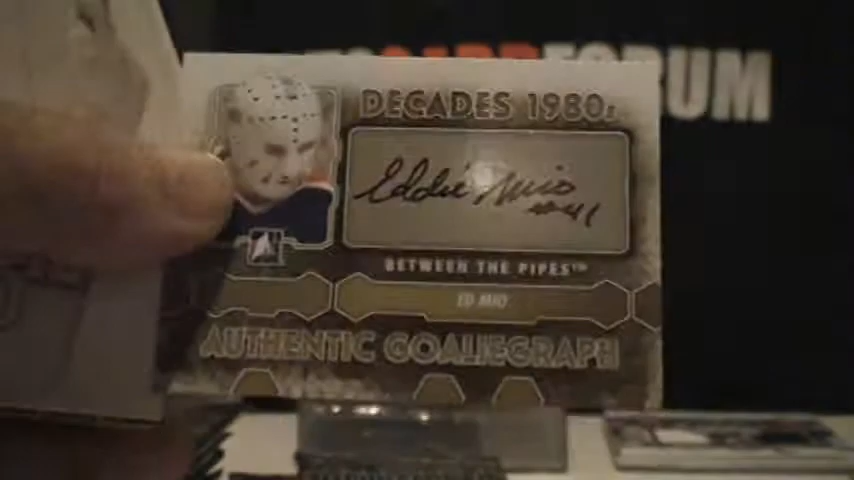 FORUM
DECADES 1980s
Eddie Mio
#41
BETWEEN THE PIPES™
ED MIO
AUTHENTIC GOALIEGRAPH